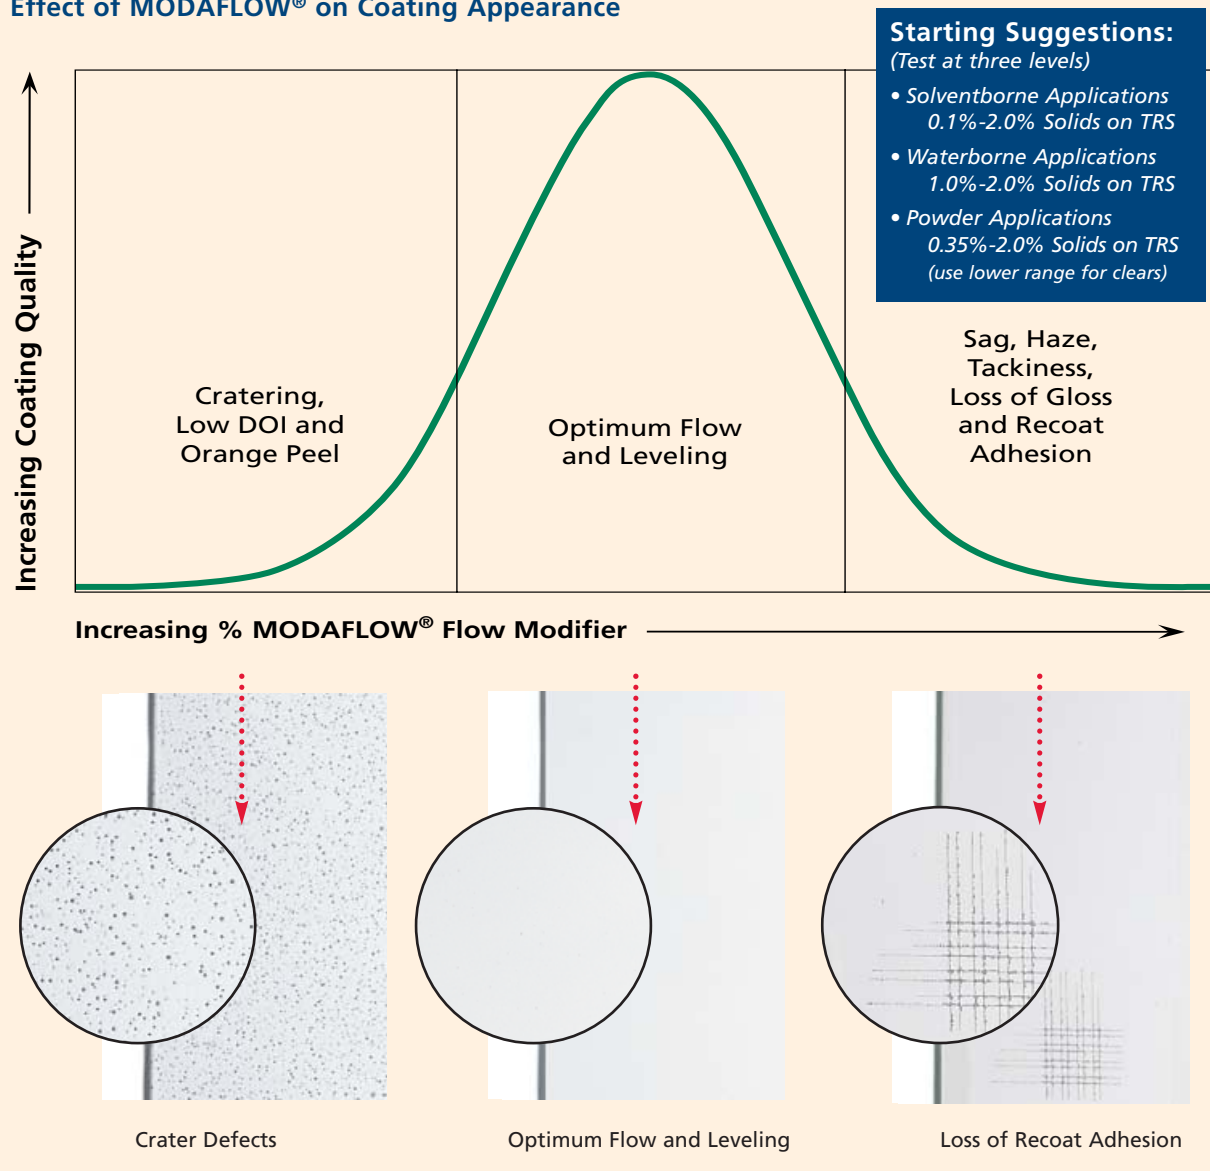 Effect of MODAFLOW® on Coating Appearance
Starting Suggestions:
(Test at three levels)
• Solventborne Applications
0.1%-2.0% Solids on TRS
• Waterborne Applications
1.0%-2.0% Solids on TRS
• Powder Applications
0.35%-2.0% Solids on TRS
(use lower range for clears)
Increasing Coating Quality
Cratering,
Low DOI and
Orange Peel
Optimum Flow
and Leveling
Sag, Haze,
Tackiness,
Loss of Gloss
and Recoat
Adhesion
Increasing % MODAFLOW® Flow Modifier
Crater Defects
Optimum Flow and Leveling
Loss of Recoat Adhesion